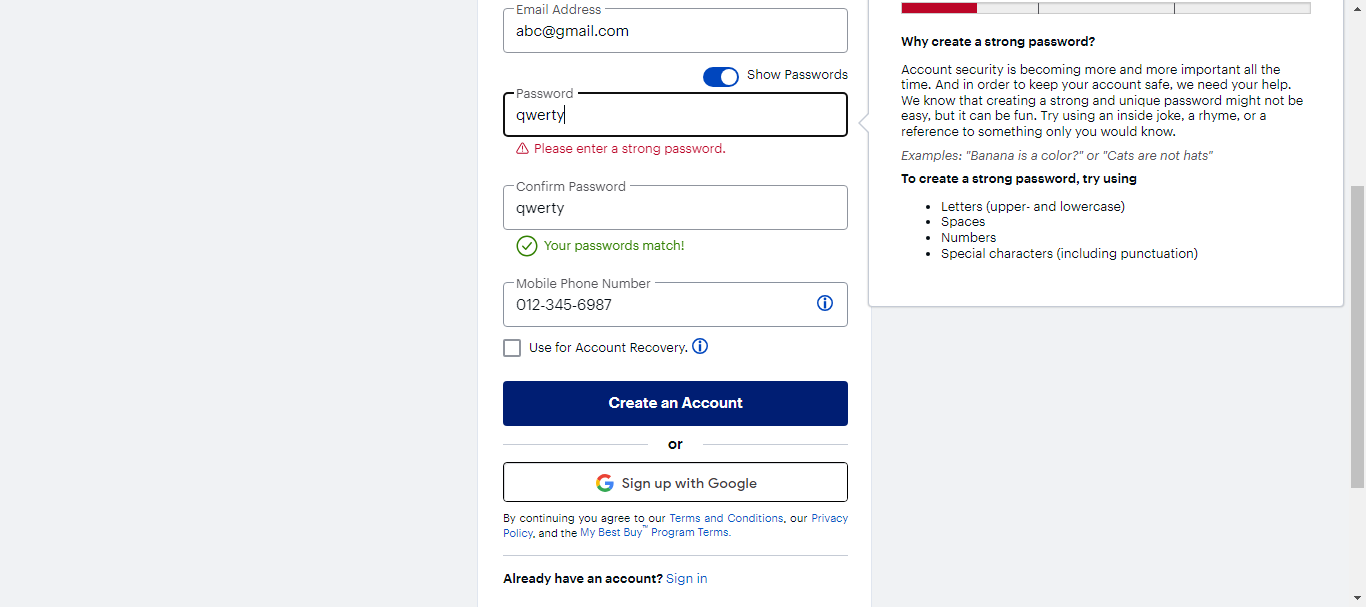 Email Address
abc@gmail.com
Show Passwords
Password
qwerty
Please enter a strong password.
Confirm Password
qwerty
Your passwords match!
Mobile Phone Number
012-345-6987
Use for Account Recovery.
Create an Account
or
Sign up with Google
By continuing you agree to our Terms and Conditions, our Privacy
Policy, and the My Best Buy™ Program Terms.
Already have an account? Sign in
Why create a strong password?
Account security is becoming more and more important all the
time. And in order to keep your account safe, we need your help.
We know that creating a strong and unique password might not be
easy, but it can be fun. Try using an inside joke, a rhyme, or a
reference to something only you would know.
Examples: "Banana is a color?" or "Cats are not hats"
To create a strong password, try using
• Letters (upper- and lowercase)
• Spaces
• Numbers
• Special characters (including punctuation)